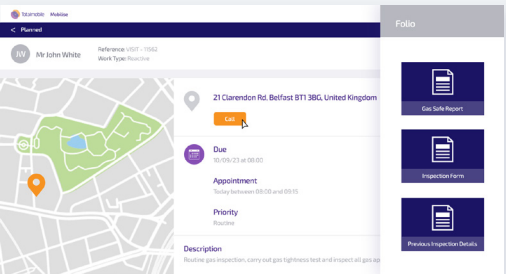 Totalmobile Mobilise
< Planned
JW
Mr John White
Reference: VISIT - 11562
Work Type: Reactive
21 Clarendon Rd. Belfast BT1 3BG, United Kingdom
Call
Due
18/09/23 at 08:00
Appointment
Today between 08:00 and 09:15
Priority
Routine
Description
Routine gas inspection, carry out gas tightness test and inspect all gas ap
Folio
Gas Safe Report
Inspection Form
Previous Inspection Details